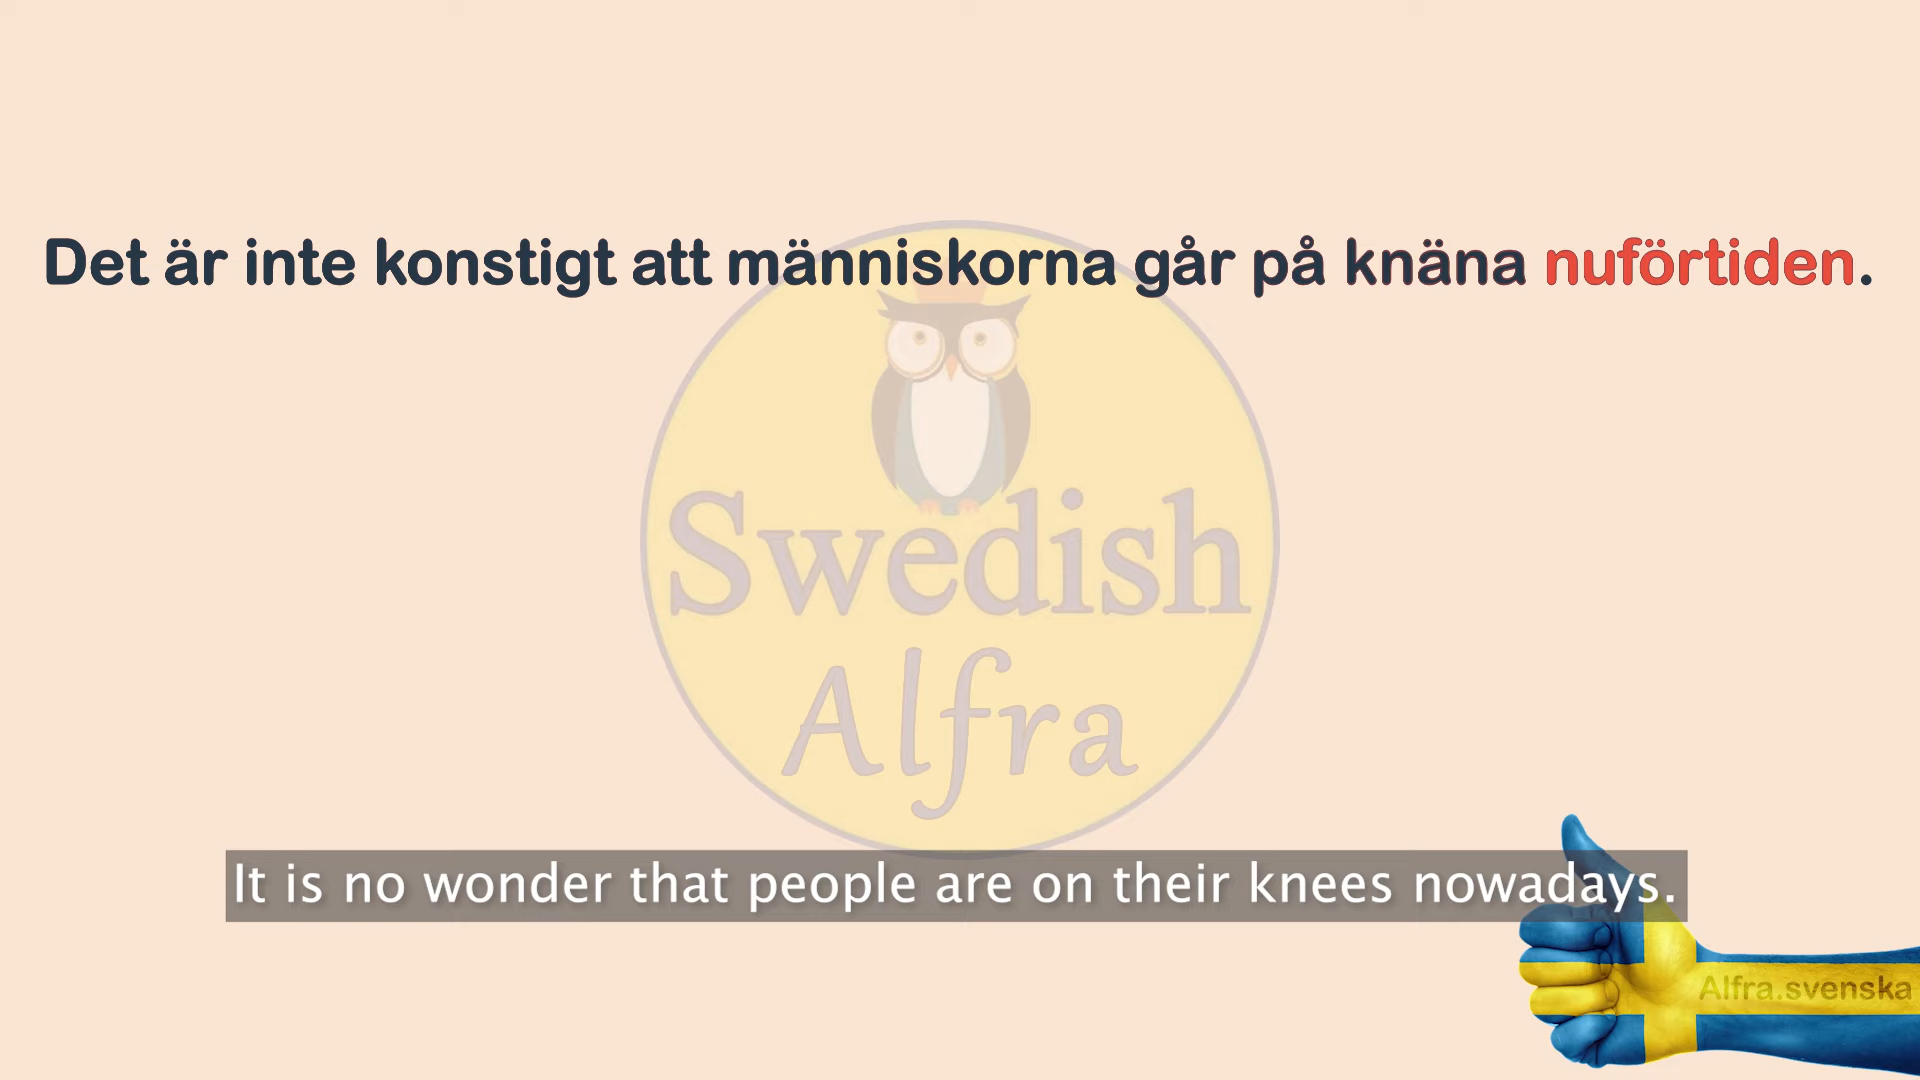 Det är inte konstigt att människorna går på knäna nuförtiden.
Swedish
Alfra
It is no wonder that people are on their knees nowadays.
Alfra.svenska